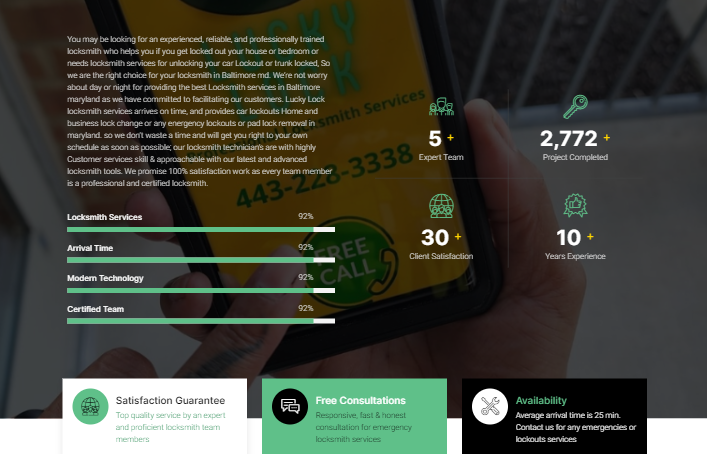 You may be looking for an experienced, reliable, and professionally trained
locksmith who helps you if you get locked out your house or bedroom or
needs locksmith services for unlocking your car Lockout or trunk locked, So
we are the right choice for your locksmith in Baltimore md. We're not worry
about day or night for providing the best Locksmith services in Baltimore
maryland as we have committed to facilitating our customers. Lucky Lock
locksmith services arrives on time, and provides car lockouts Home and
business lock change or any emergency lockouts or pad lock removal in
maryland. so we don't waste a time and will get you right to your own
schedule as soon as possible; our locksmith technicians are with highly
Customer services skill & approachable with our latest and advanced
locksmith tools. We promise 100% satisfaction work as every team member
is a professional and certified locksmith.
LUCKY
LOCK
Locksmith Services
443-228-3338
FREE
CALL
Locksmith Services 92%
Arrival Time 92%
Modern Technology 92%
Certified Team 92%
5 +
Expert Team
2,772 +
Project Completed
30 +
Client Satisfaction
10 +
Years Experience
Satisfaction Guarantee
Top quality service by an expert
and proficient locksmith team
members
Free Consultations
Responsive, fast & honest
consultation for emergency
locksmith services
Availability
Average arrival time is 25 min.
Contact us for any emergencies or
lockouts services